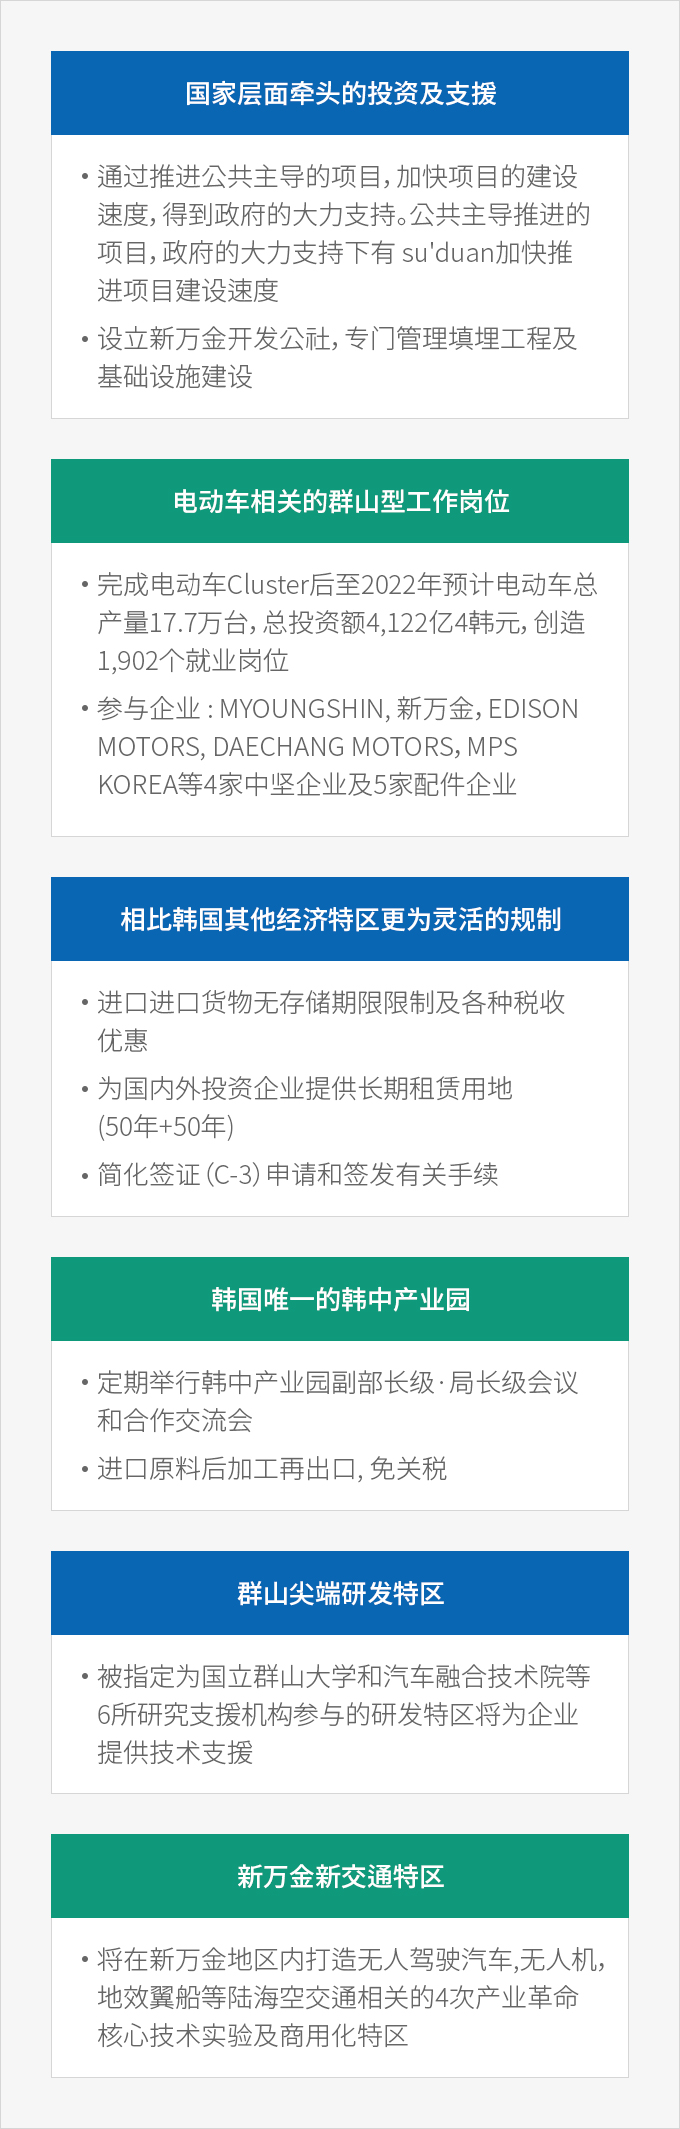 国家层面牵头的投资及支援
• 通过推进公共主导的项目，加快项目的建设
速度，得到政府的大力支持。公共主导推进的
项目，政府的大力支持下有 su'duan加快推
进项目建设速度
• 设立新万金开发公社，专门管理填埋工程及
基础设施建设
电动车相关的群山型工作岗位
• 完成电动车Cluster后至2022年预计电动车总
产量17.7万台，总投资额4,122亿4韩元，创造
1,902个就业岗位
• 参与企业 : MYOUNGSHIN, 新万金，EDISON
MOTORS, DAECHANG MOTORS，MPS
KOREA等4家中坚企业及5家配件企业
相比韩国其他经济特区更为灵活的规制
• 进口进口货物无存储期限限制及各种税收
优惠
• 为国内外投资企业提供长期租赁用地
(50年+50年)
• 简化签证（C-3）申请和签发有关手续
韩国唯一的韩中产业园
• 定期举行韩中产业园副部长级·局长级会议
和合作交流会
• 进口原料后加工再出口, 免关税
群山尖端研发特区
• 被指定为国立群山大学和汽车融合技术院等
6所研究支援机构参与的研发特区将为企业
提供技术支援
新万金新交通特区
• 将在新万金地区内打造无人驾驶汽车,无人机，
地效翼船等陆海空交通相关的4次产业革命
核心技术实验及商用化特区